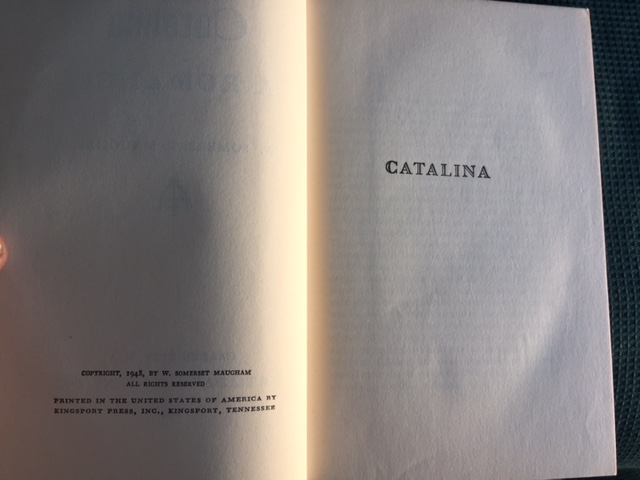 COPYRIGHT, 1948, BY W. SOMERSET MAUGHAM
ALL RIGHTS RESERVED
PRINTED IN THE UNITED STATES OF AMERICA BY
KINGSPORT PRESS, INC., KINGSPORT, TENNESSEE
CATALINA